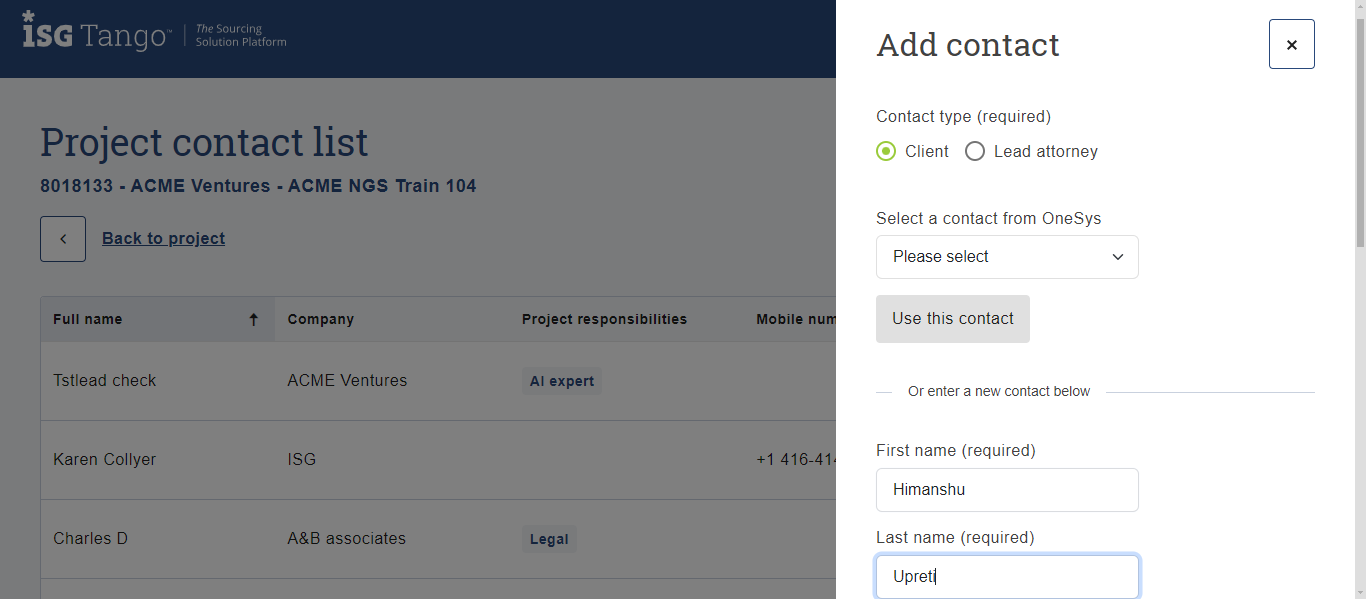 ISG Tango™ | The Sourcing
Solution Platform
Project contact list
8018133 - ACME Ventures - ACME NGS Train 104
Back to project
Full name Company Project responsibilities Mobile num
Tstlead check ACME Ventures AI expert
Karen Collyer ISG +1 416-414
Charles D A&B associates Legal
Add contact
Contact type (required)
Client Lead attorney
Select a contact from OneSys
Please select
Use this contact
Or enter a new contact below
First name (required)
Himanshu
Last name (required)
Upreti